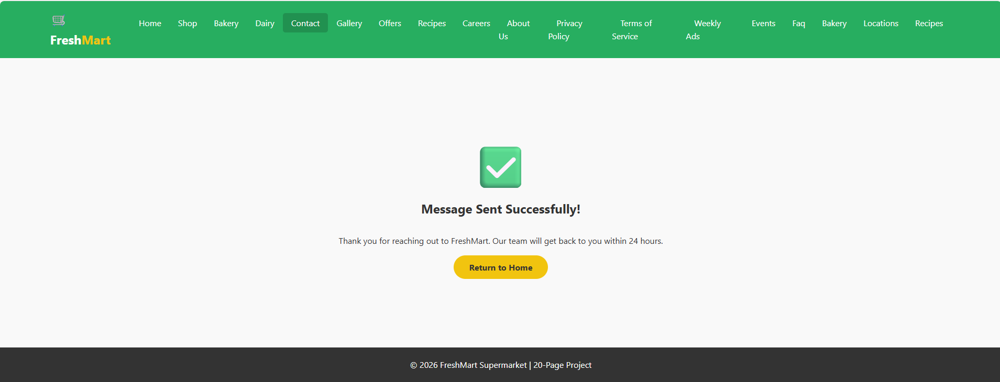 FreshMart
Home Shop Bakery Dairy Contact Gallery Offers Recipes Careers About Us Privacy Policy Terms of Service Weekly Ads Events Faq Bakery Locations Recipes
Message Sent Successfully!
Thank you for reaching out to FreshMart. Our team will get back to you within 24 hours.
Return to Home
© 2026 FreshMart Supermarket | 20-Page Project